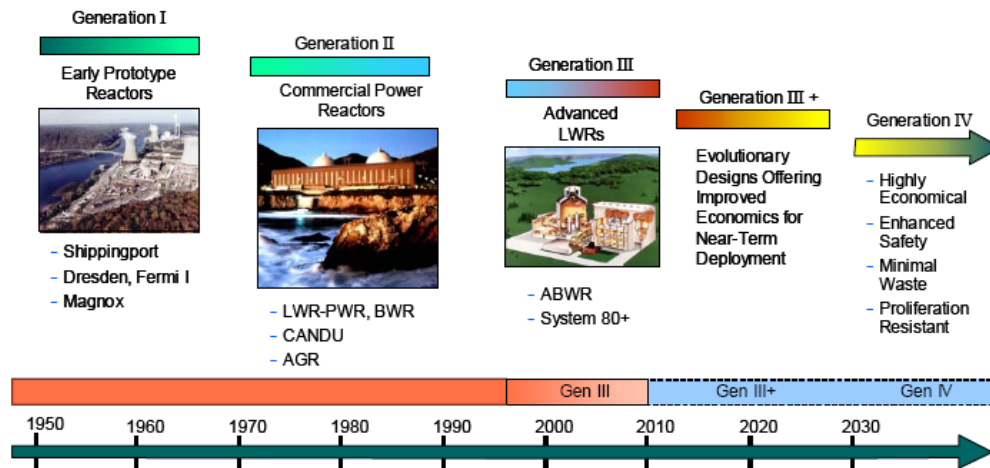 Generation I
Early Prototype
Reactors
– Shippingport
– Dresden, Fermi I
– Magnox
Generation II
Commercial Power
Reactors
– LWR-PWR, BWR
– CANDU
– AGR
Generation III
Advanced
LWRs
– ABWR
– System 80+
Generation III +
Evolutionary
Designs Offering
Improved
Economics for
Near-Term
Deployment
Generation IV
– Highly
Economical
– Enhanced
Safety
– Minimal
Waste
– Proliferation
Resistant
Gen III
Gen III+
Gen IV
1950
1960
1970
1980
1990
2000
2010
2020
2030